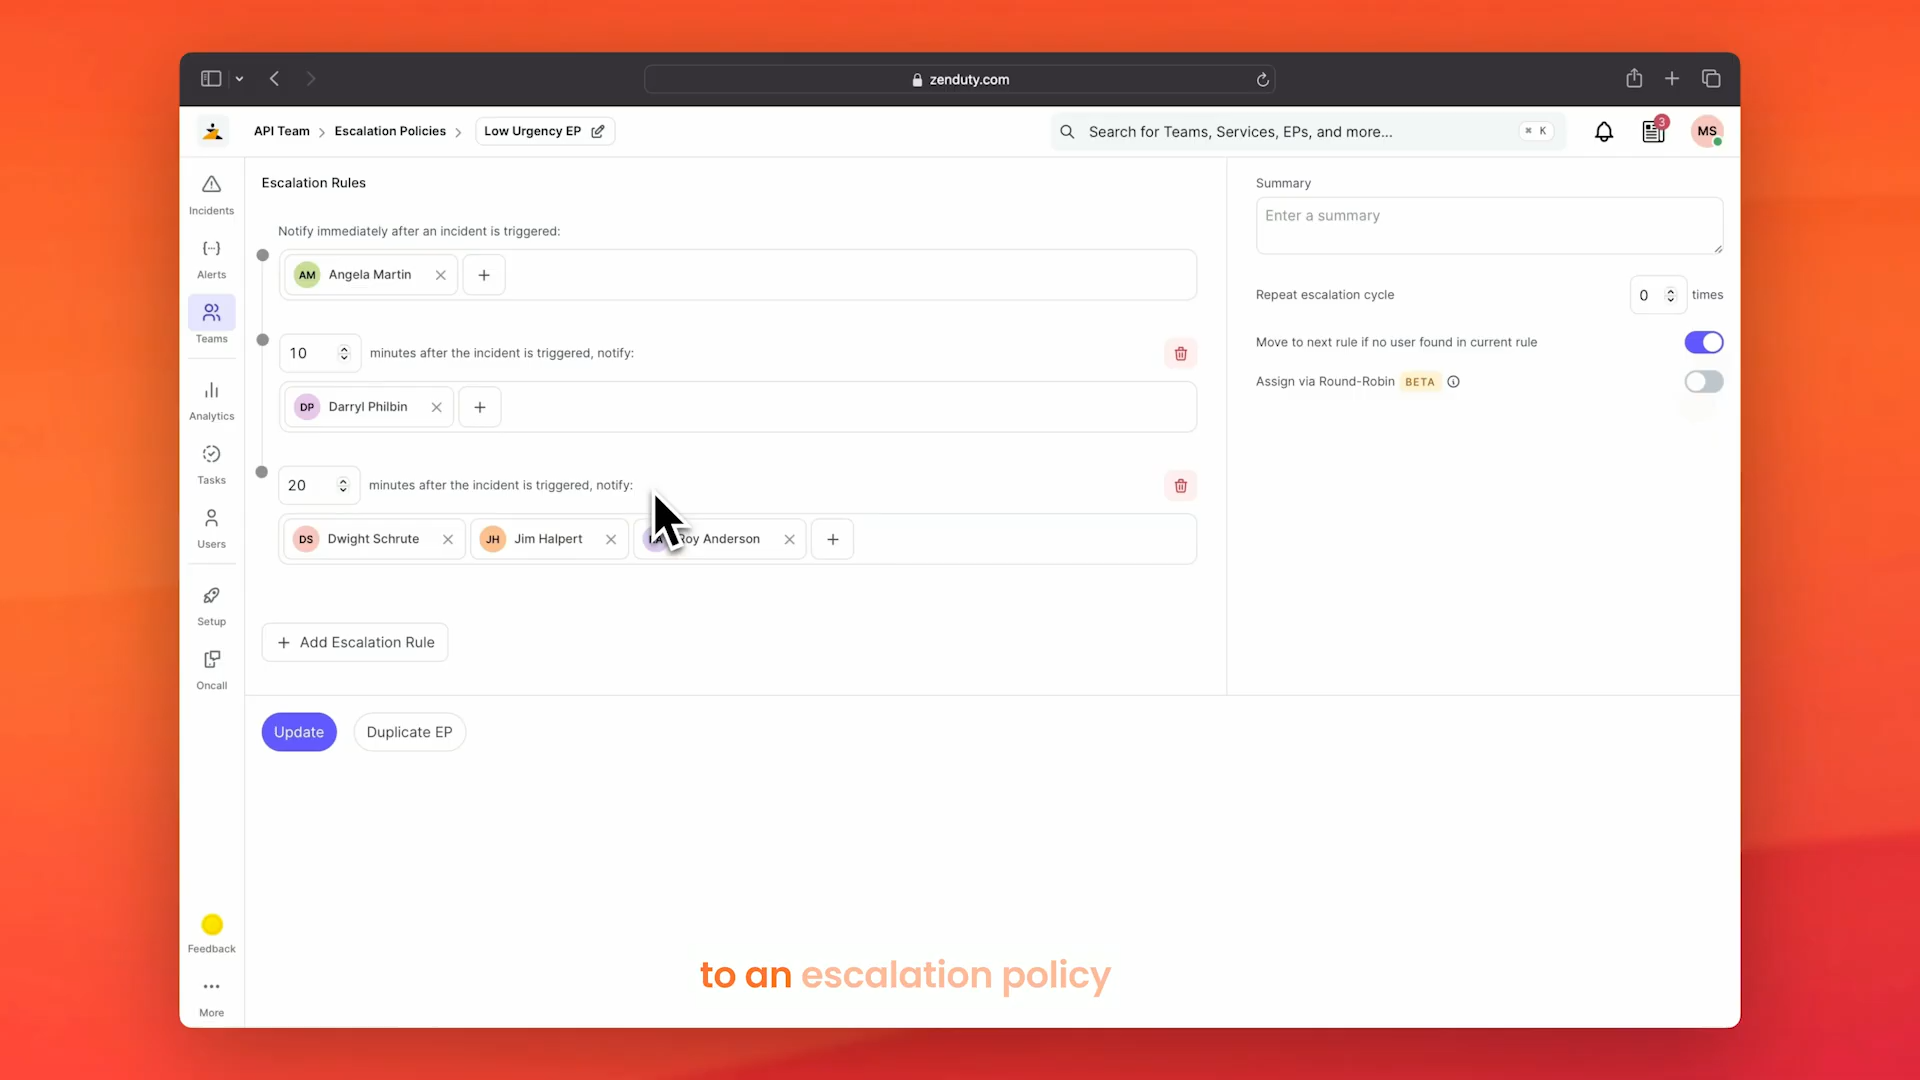 zenduty.com
API Team
Escalation Policies
Low Urgency EP
Search for Teams, Services, EPs, and more...
⌘ K
3
MS
Incidents
Alerts
Teams
Analytics
Tasks
Users
Setup
Oncall
Feedback
More
Escalation Rules
Notify immediately after an incident is triggered:
AM Angela Martin
10 minutes after the incident is triggered, notify:
DP Darryl Philbin
20 minutes after the incident is triggered, notify:
DS Dwight Schrute JH Jim Halpert Roy Anderson
Add Escalation Rule
Update
Duplicate EP
Summary
Enter a summary
Repeat escalation cycle 0 times
Move to next rule if no user found in current rule
Assign via Round-Robin BETA
to an escalation policy